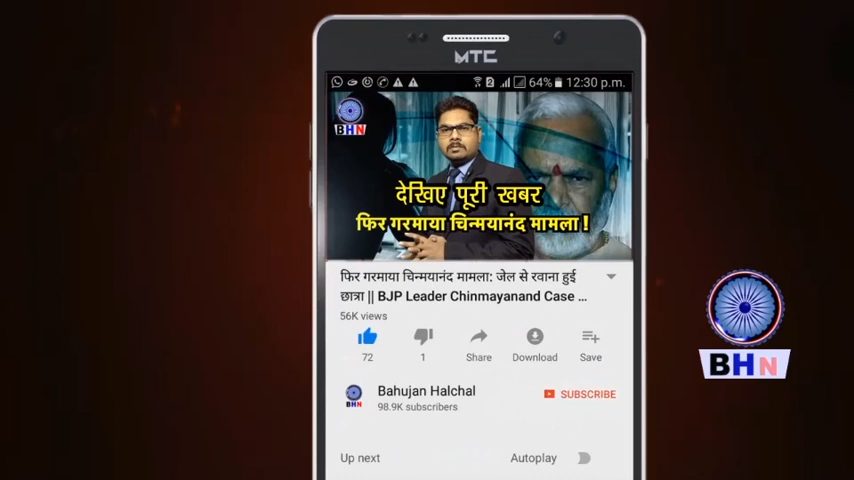 MTC
2
64% 12:30 p.m.
BHN
देखिए पूरी खबर
फिर गरमाया चिन्मयानंद मामला !
फिर गरमाया चिन्मयानंद मामला: जेल से रवाना हुई
छात्रा || BJP Leader Chinmayanand Case ...
56K views
72
1
Share
Download
Save
BHN
Bahujan Halchal
SUBSCRIBE
98.9K subscribers
Up next
Autoplay
BHN